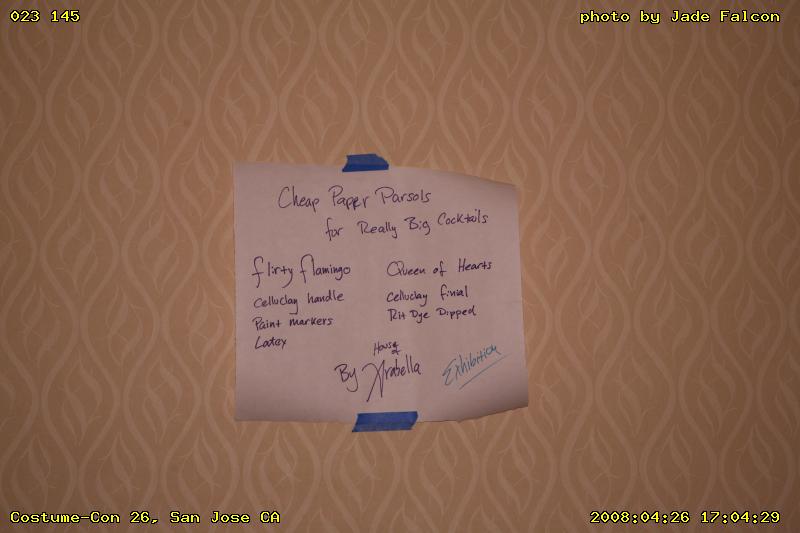 023 145
photo by Jade Falcon
Cheap Paper Parsols
for Really Big Cocktails
flirty flamingo
celluclay handle
Paint markers
Latex
Queen of Hearts
celluclay finial
Rit Dye Dipped
House of
By Xrabella
Exhibition
Costume-Con 26, San Jose CA
2008:04:26 17:04:29